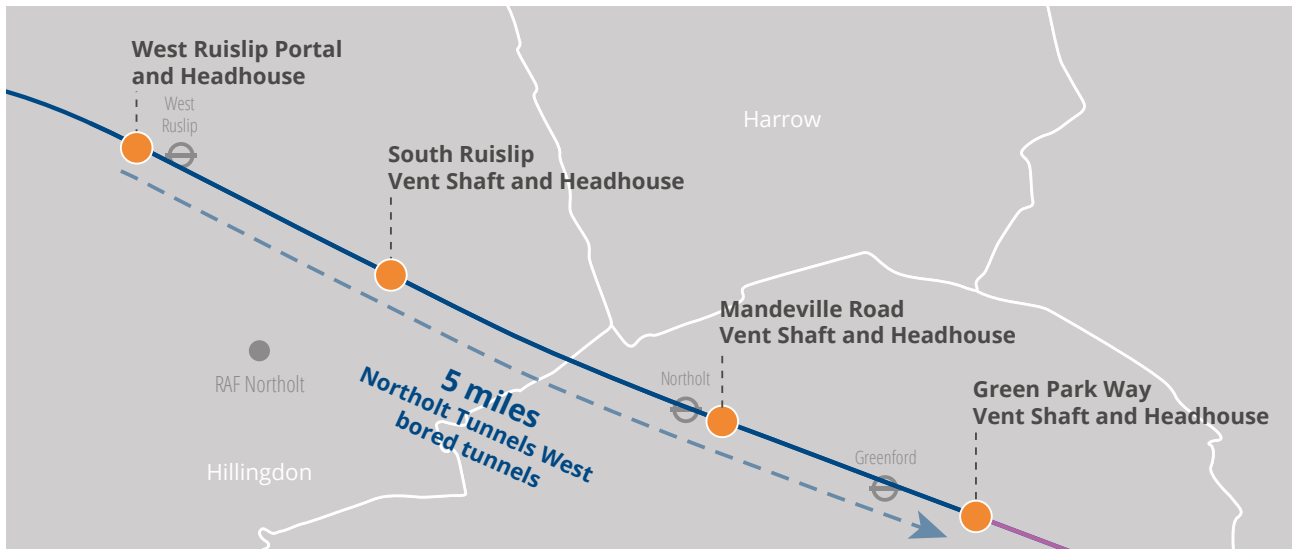 West Ruislip Portal
and Headhouse
West
Ruslip
Harrow
South Ruislip
Vent Shaft and Headhouse
Mandeville Road
Vent Shaft and Headhouse
RAF Northolt
5 miles
Northolt Tunnels West
bored tunnels
Northolt
Green Park Way
Vent Shaft and Headhouse
Greenford
Hillingdon